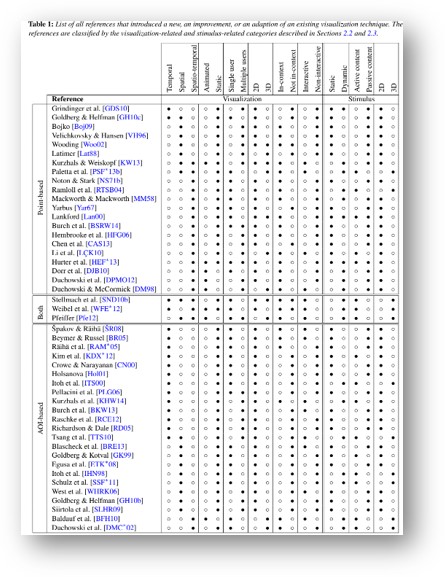 Table 1: List of all references that introduced a new, an improvement, or an adaption of an existing visualization technique. The
references are classified by the visualization-related and stimulus-related categories described in Sections 2.2 and 2.3.
Temporal
Spatial
Spatio-temporal
Animated
Static
Single user
Multiple users
2D
3D
In-context
Not in-context
Interactive
Non-interactive
Static
Dynamic
Active content
Passive content
2D
3D
Reference
Visualization
Stimulus
Point-based
Grindinger et al. [GDS10]
Goldberg & Helfman [GH10c]
Bojko [Boj09]
Velichkovsky & Hansen [VH96]
Wooding [Woo02]
Latimer [Lat88]
Kurzhals & Weiskopf [KW13]
Paletta et al. [PSF*13b]
Noton & Stark [NS71b]
Ramloll et al. [RTSB04]
Mackworth & Mackworth [MM58]
Yarbus [Yar67]
Lankford [Lan00]
Burch et al. [BSRW14]
Hembrooke et al. [HFG06]
Chen et al. [CAS13]
Li et al. [LÇK10]
Hurter et al. [HEF*13]
Dorr et al. [DJB10]
Duchowski et al. [DPMO12]
Duchowski & McCormick [DM98]
Both
Stellmach et al. [SND10b]
Weibel et al. [WFE*12]
Pfeiffer [Pfe12]
AOI-based
Špakov & Räihä [ŠR08]
Beymer & Russel [BR05]
Räihä et al. [RAM*05]
Kim et al. [KDX*12]
Crowe & Narayanan [CN00]
Holsanova [Hol01]
Itoh et al. [ITS00]
Pellacini et al. [PLG06]
Kurzhals et al. [KHW14]
Burch et al. [BKW13]
Raschke et al. [RCE12]
Richardson & Dale [RD05]
Tsang et al. [TTS10]
Blascheck et al. [BRE13]
Goldberg & Kotval [GK99]
Egusa et al. [ETK*08]
Itoh et al. [IHN98]
Schulz et al. [SSF*11]
West et al. [WHRK06]
Goldberg & Helfman [GH10b]
Siirtola et al. [SLHR09]
Baldauf et al. [BFH10]
Duchowski et al. [DMC*02]